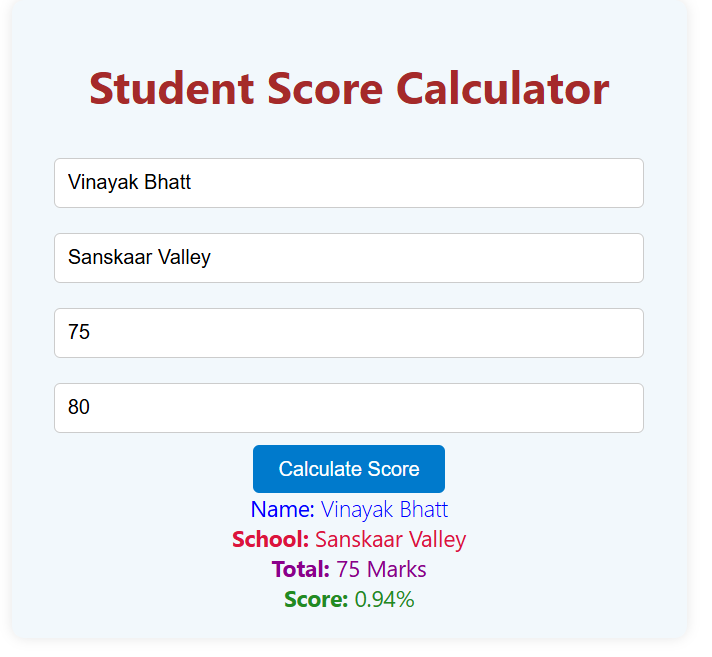 Student Score Calculator
Vinayak Bhatt
Sanskaar Valley
75
80
Calculate Score
Name: Vinayak Bhatt
School: Sanskaar Valley
Total: 75 Marks
Score: 0.94%